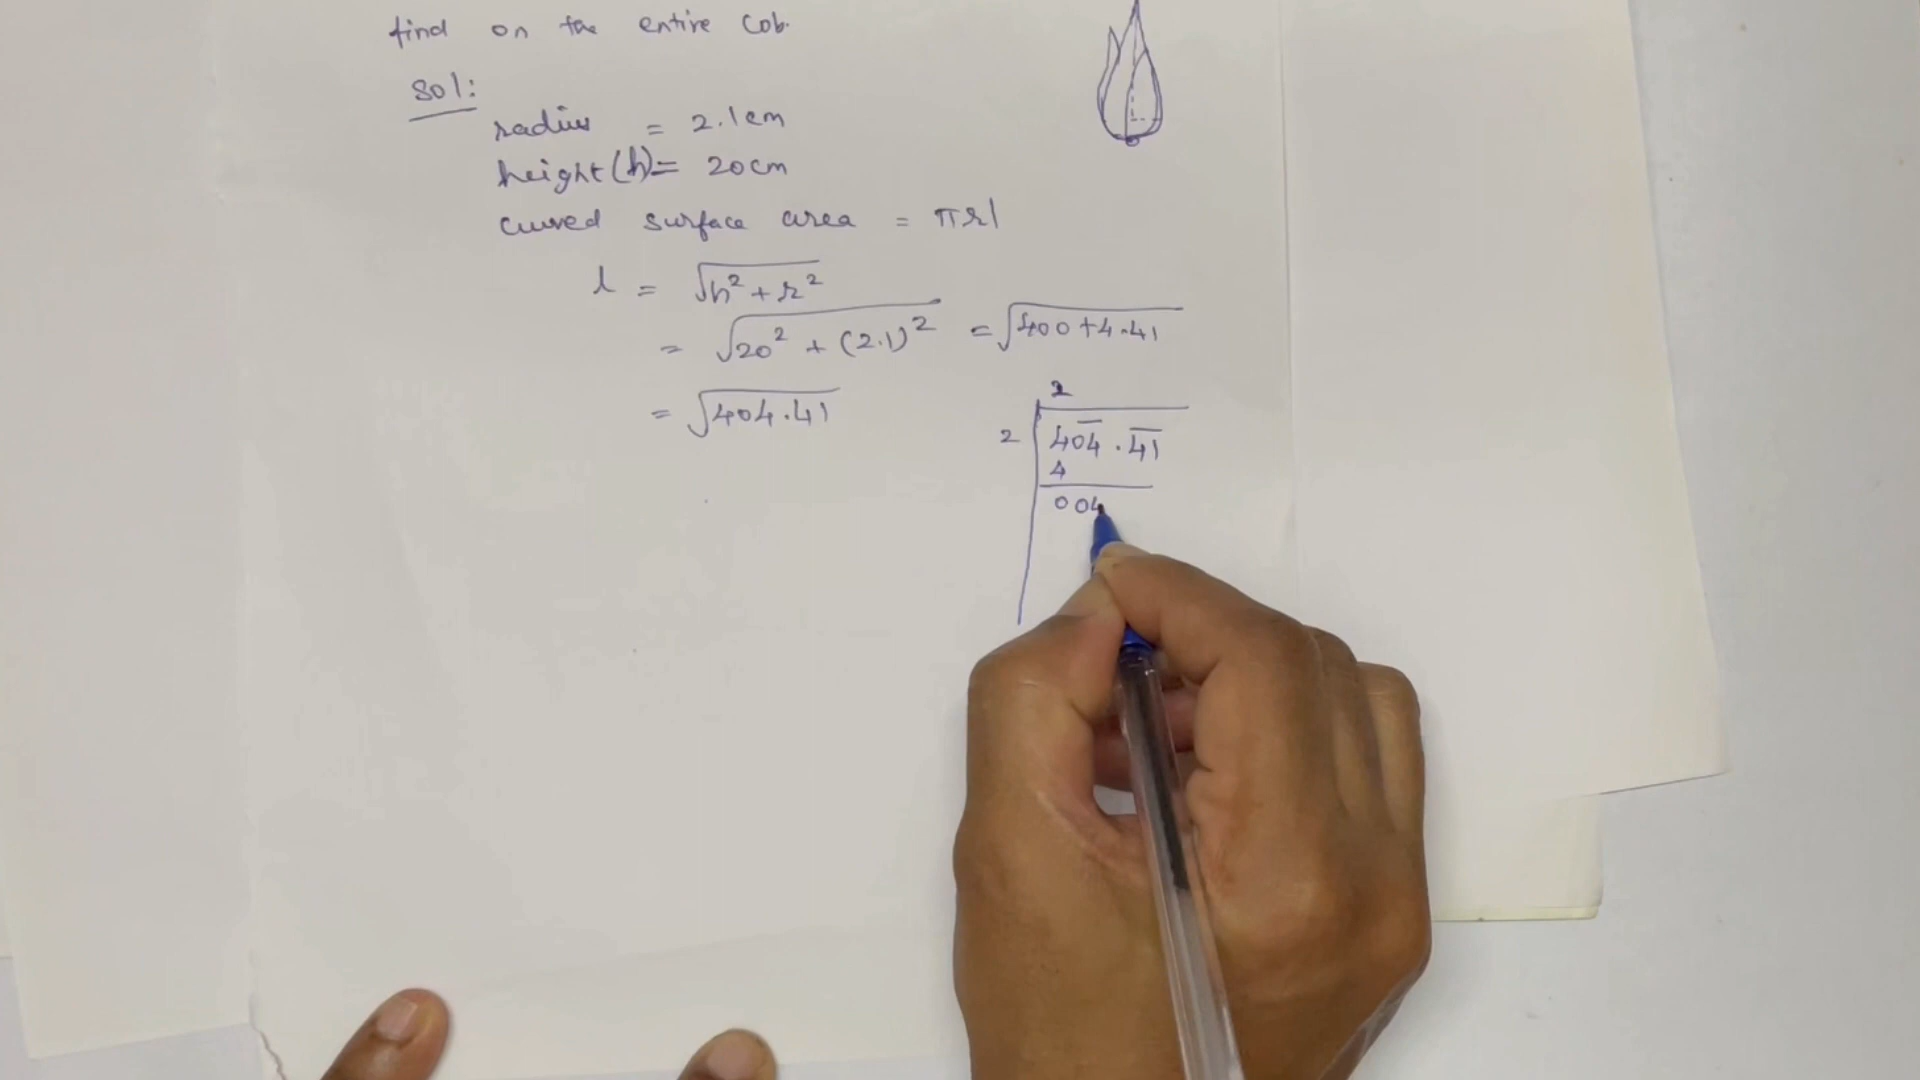 find on the entire cob.
Sol:
radius = 2.1cm
height(h)= 20cm
curved surface area = πrl
l = √h² + r²
= √20² + (2.1)² = √400+4.41
= √404.41
2
2 404.41
4
004